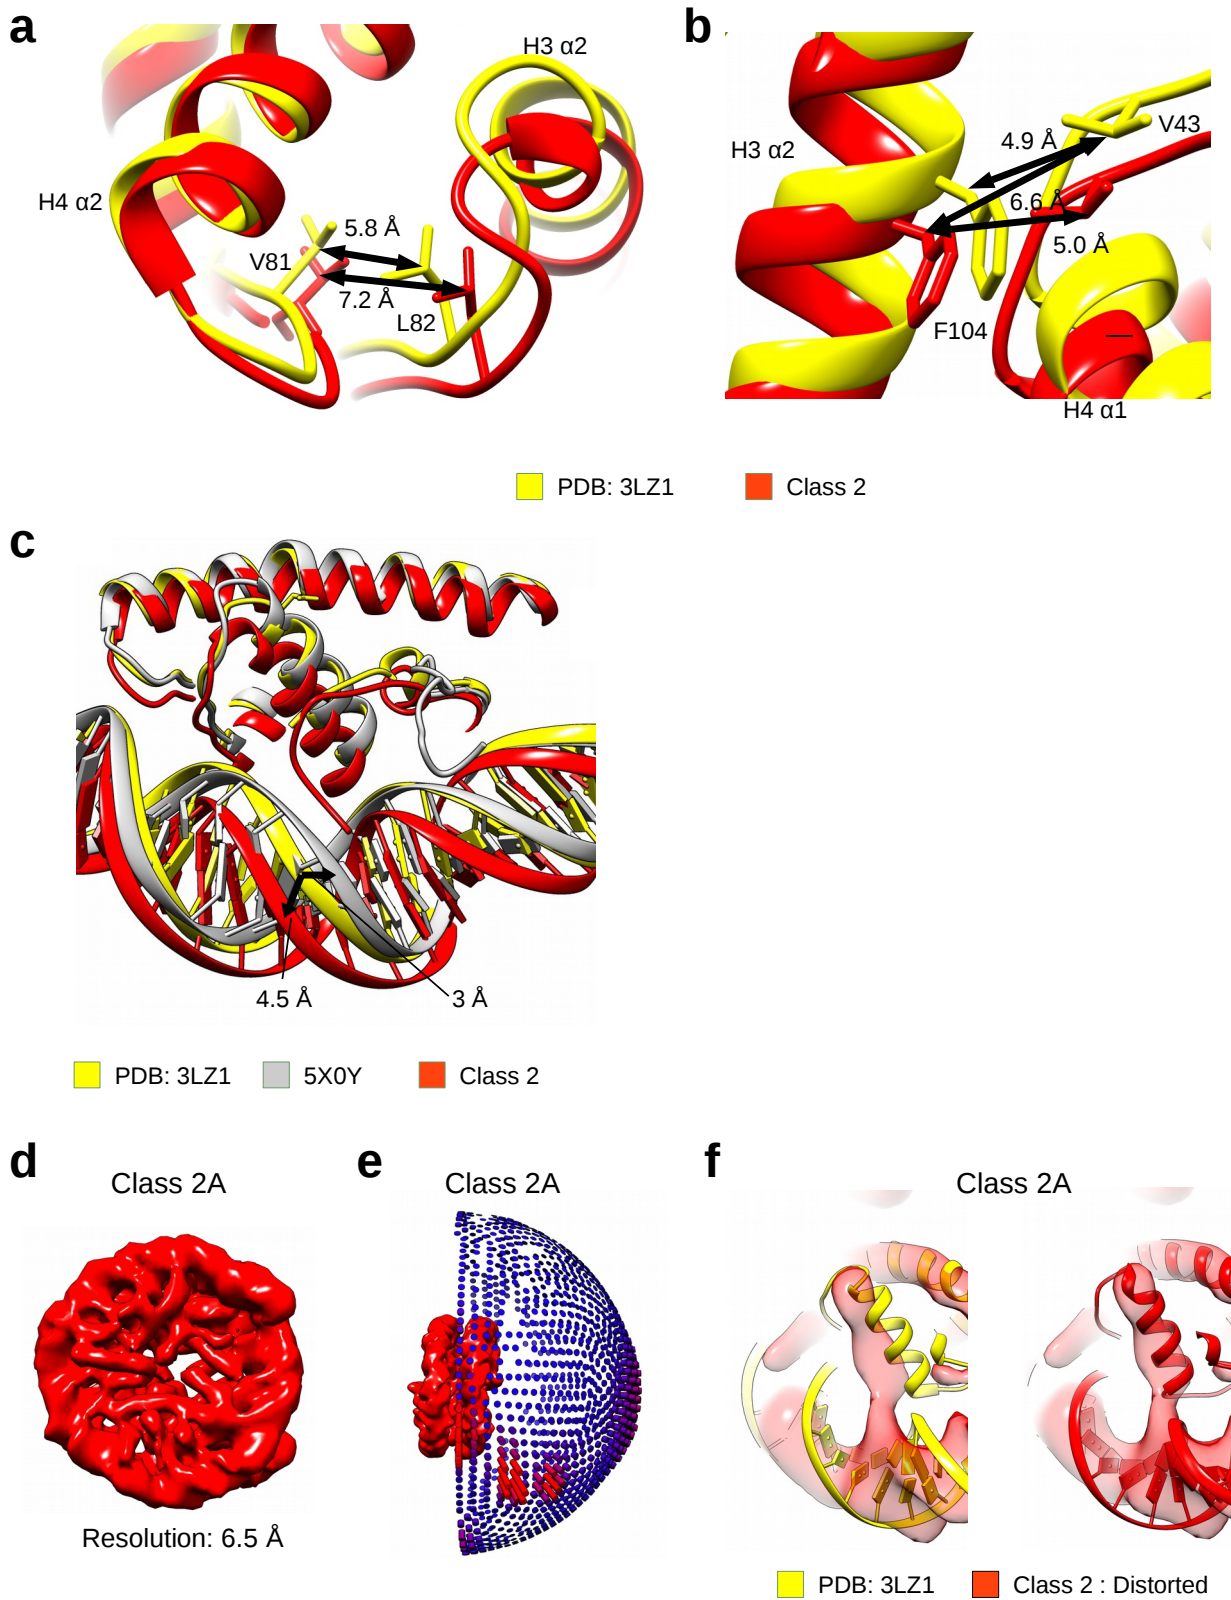 a
H3 α2
H4 α2
5.8 Å
V81
7.2 Å
L82
b
V43
H3 α2
4.9 Å
6.6 Å
5.0 Å
F104
H4 α1
PDB: 3LZ1
Class 2
c
4.5 Å
3 Å
PDB: 3LZ1
5X0Y
Class 2
d
Class 2A
Resolution: 6.5 Å
e
Class 2A
f
Class 2A
PDB: 3LZ1
Class 2 : Distorted